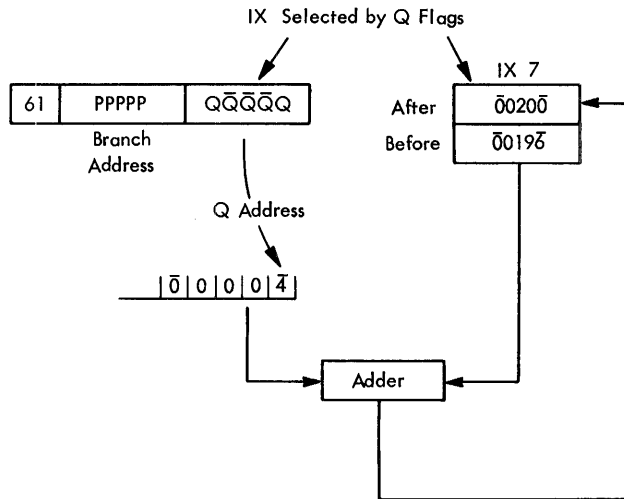 IX Selected by Q Flags
IX 7
61 PPPPP QQ̅Q̅Q̅Q
After 0̅0200̅
Branch Address
Before 0̅0196̅
Q Address
0̅ 0 0 0 4̅
Adder